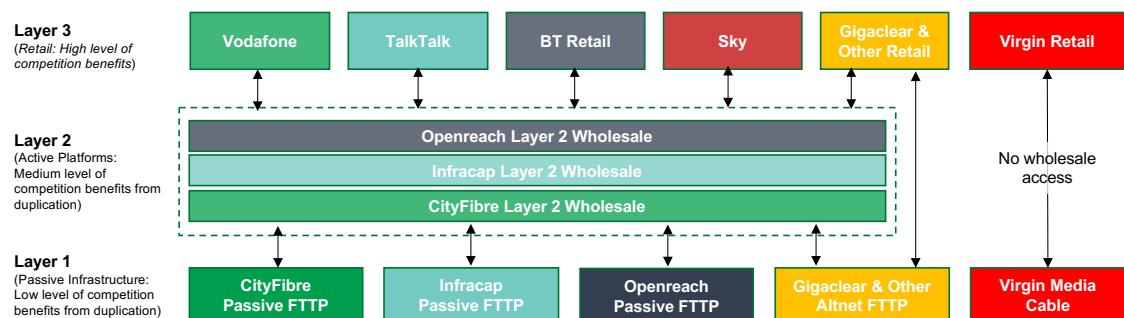 Layer 3
(Retail: High level of
competition benefits)
Vodafone
TalkTalk
BT Retail
Sky
Gigaclear &
Other Retail
Virgin Retail
Layer 2
(Active Platforms:
Medium level of
competition benefits from
duplication)
Openreach Layer 2 Wholesale
Infracap Layer 2 Wholesale
CityFibre Layer 2 Wholesale
No wholesale
access
Layer 1
(Passive Infrastructure:
Low level of competition
benefits from duplication)
CityFibre
Passive FTTP
Infracap
Passive FTTP
Openreach
Passive FTTP
Gigaclear & Other
Altnet FTTP
Virgin Media
Cable